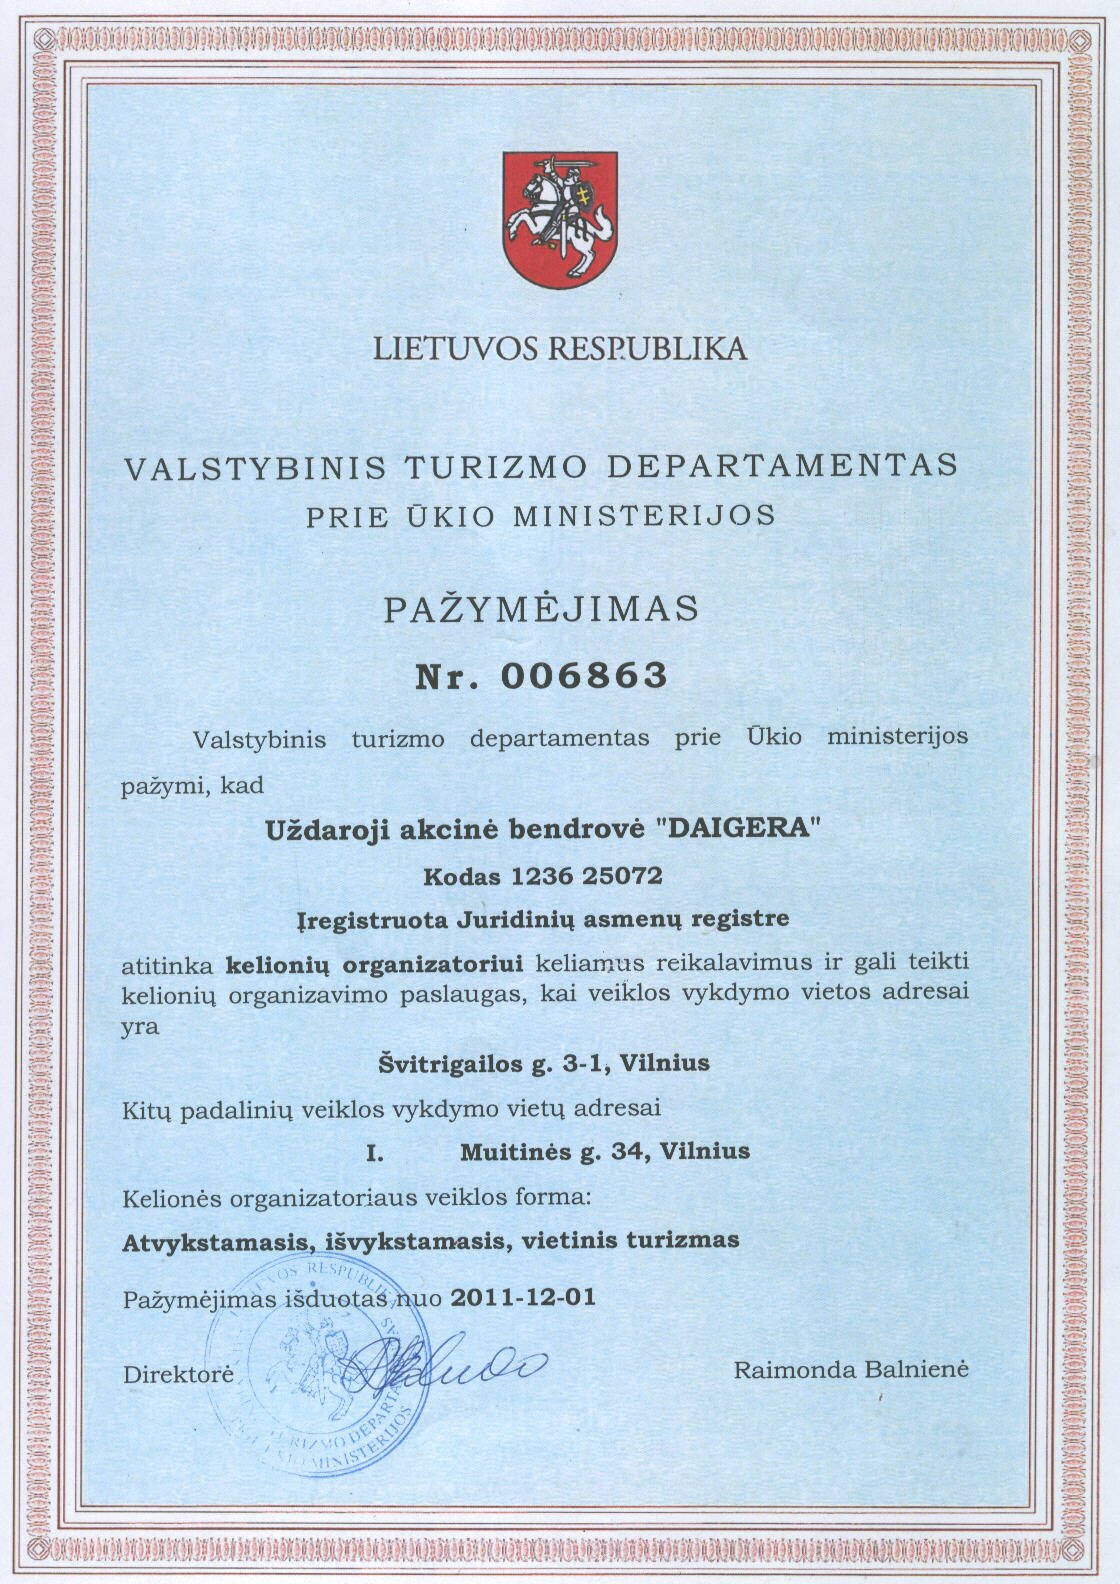 LIETUVOS RESPUBLIKA
VALSTYBINIS TURIZMO DEPARTAMENTAS
PRIE ŪKIO MINISTERIJOS
PAŽYMĖJIMAS
Nr. 006863
Valstybinis turizmo departamentas prie Ūkio ministerijos
pažymi, kad
Uždaroji akcinė bendrovė "DAIGERA"
Kodas 1236 25072
Įregistruota Juridinių asmenų registre
atitinka kelionių organizatoriui keliamus reikalavimus ir gali teikti
kelionių organizavimo paslaugas, kai veiklos vykdymo vietos adresai
yra
Švitrigailos g. 3-1, Vilnius
Kitų padalinių veiklos vykdymo vietų adresai
I. Muitinės g. 34, Vilnius
Kelionės organizatoriaus veiklos forma:
Atvykstamasis, išvykstamasis, vietinis turizmas
Pažymėjimas išduotas nuo 2011-12-01
Direktorė Raimonda Balnienė
RESPUBLIKA
TURIZMO DEPARTA
MINISTERIJOS